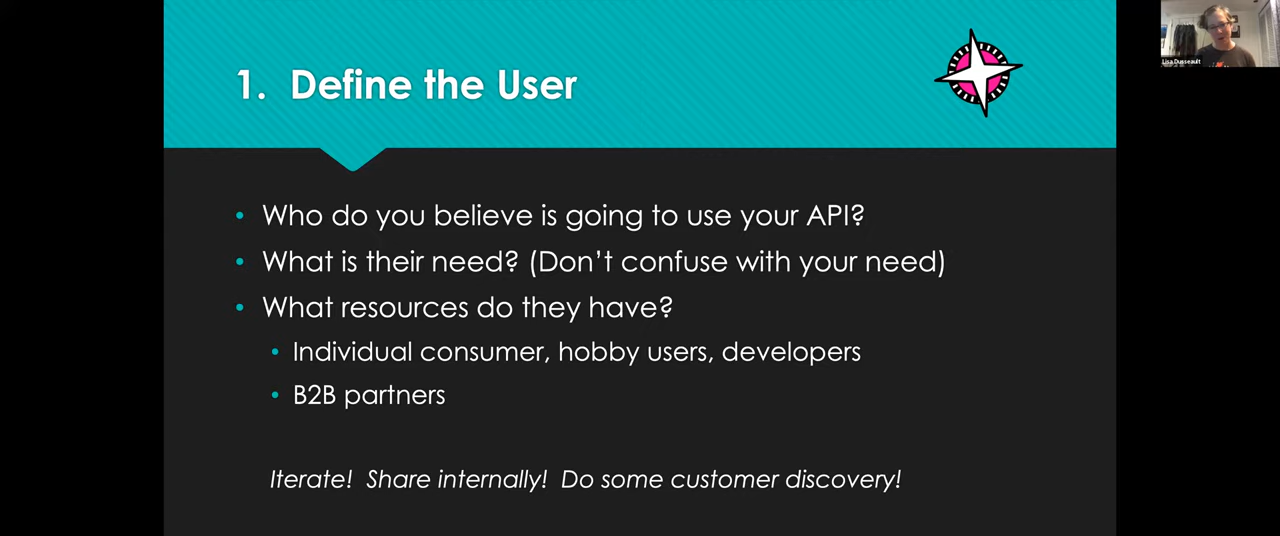 1. Define the User
Lisa Dusseault
Who do you believe is going to use your API?
What is their need? (Don't confuse with your need)
What resources do they have?
Individual consumer, hobby users, developers
B2B partners
Iterate! Share internally! Do some customer discovery!